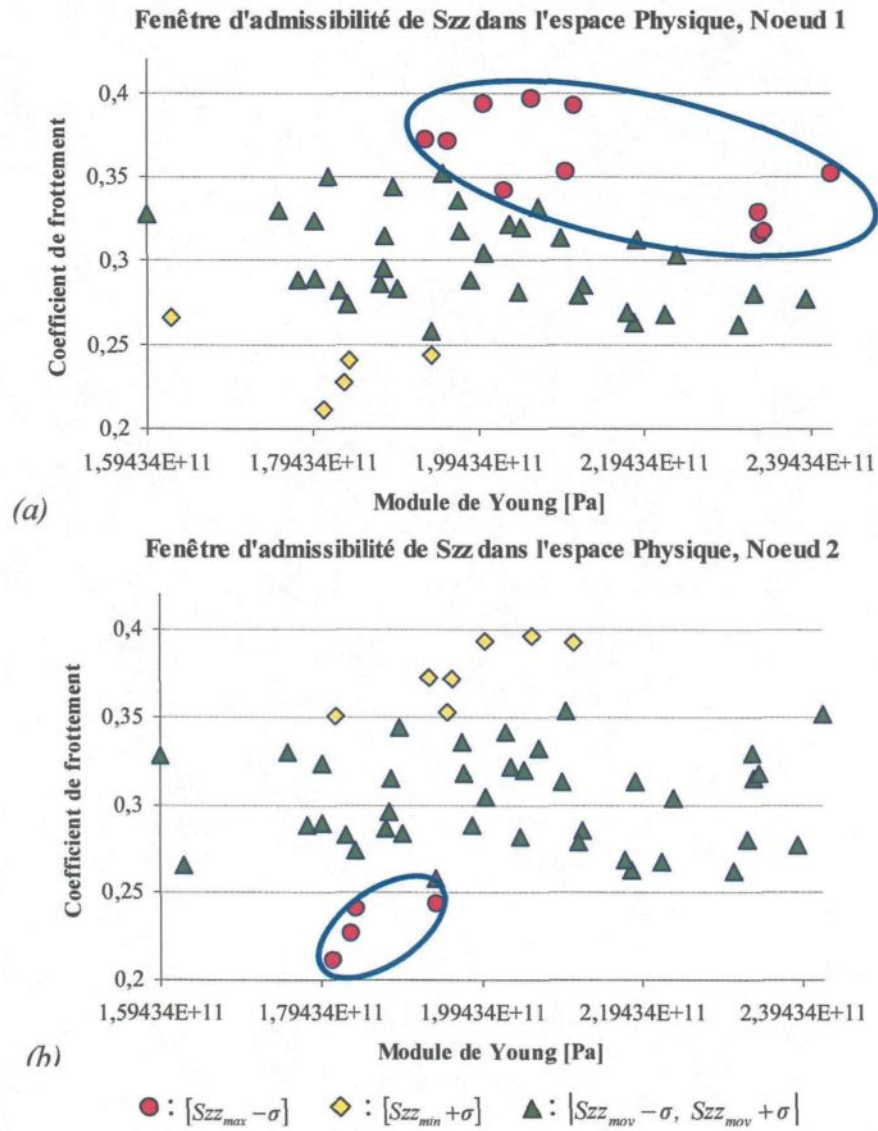 Fenêtre d'admissibilité de Szz dans l'espace Physique, Noeud 1
Coefficient de frottement
0,4
0,35
0,3
0,25
0,2
1,59434E+11 1,79434E+11 1,99434E+11 2,19434E+11 2,39434E+11
Module de Young [Pa]
(a)
Fenêtre d'admissibilité de Szz dans l'espace Physique, Noeud 2
Coefficient de frottement
0,4
0,35
0,3
0,25
0,2
1,59434E+11 1,79434E+11 1,99434E+11 2,19434E+11 2,39434E+11
Module de Young [Pa]
(b)
: [Szz_max − σ] : [Szz_min + σ] : |Szz_mov − σ, Szz_mov + σ|